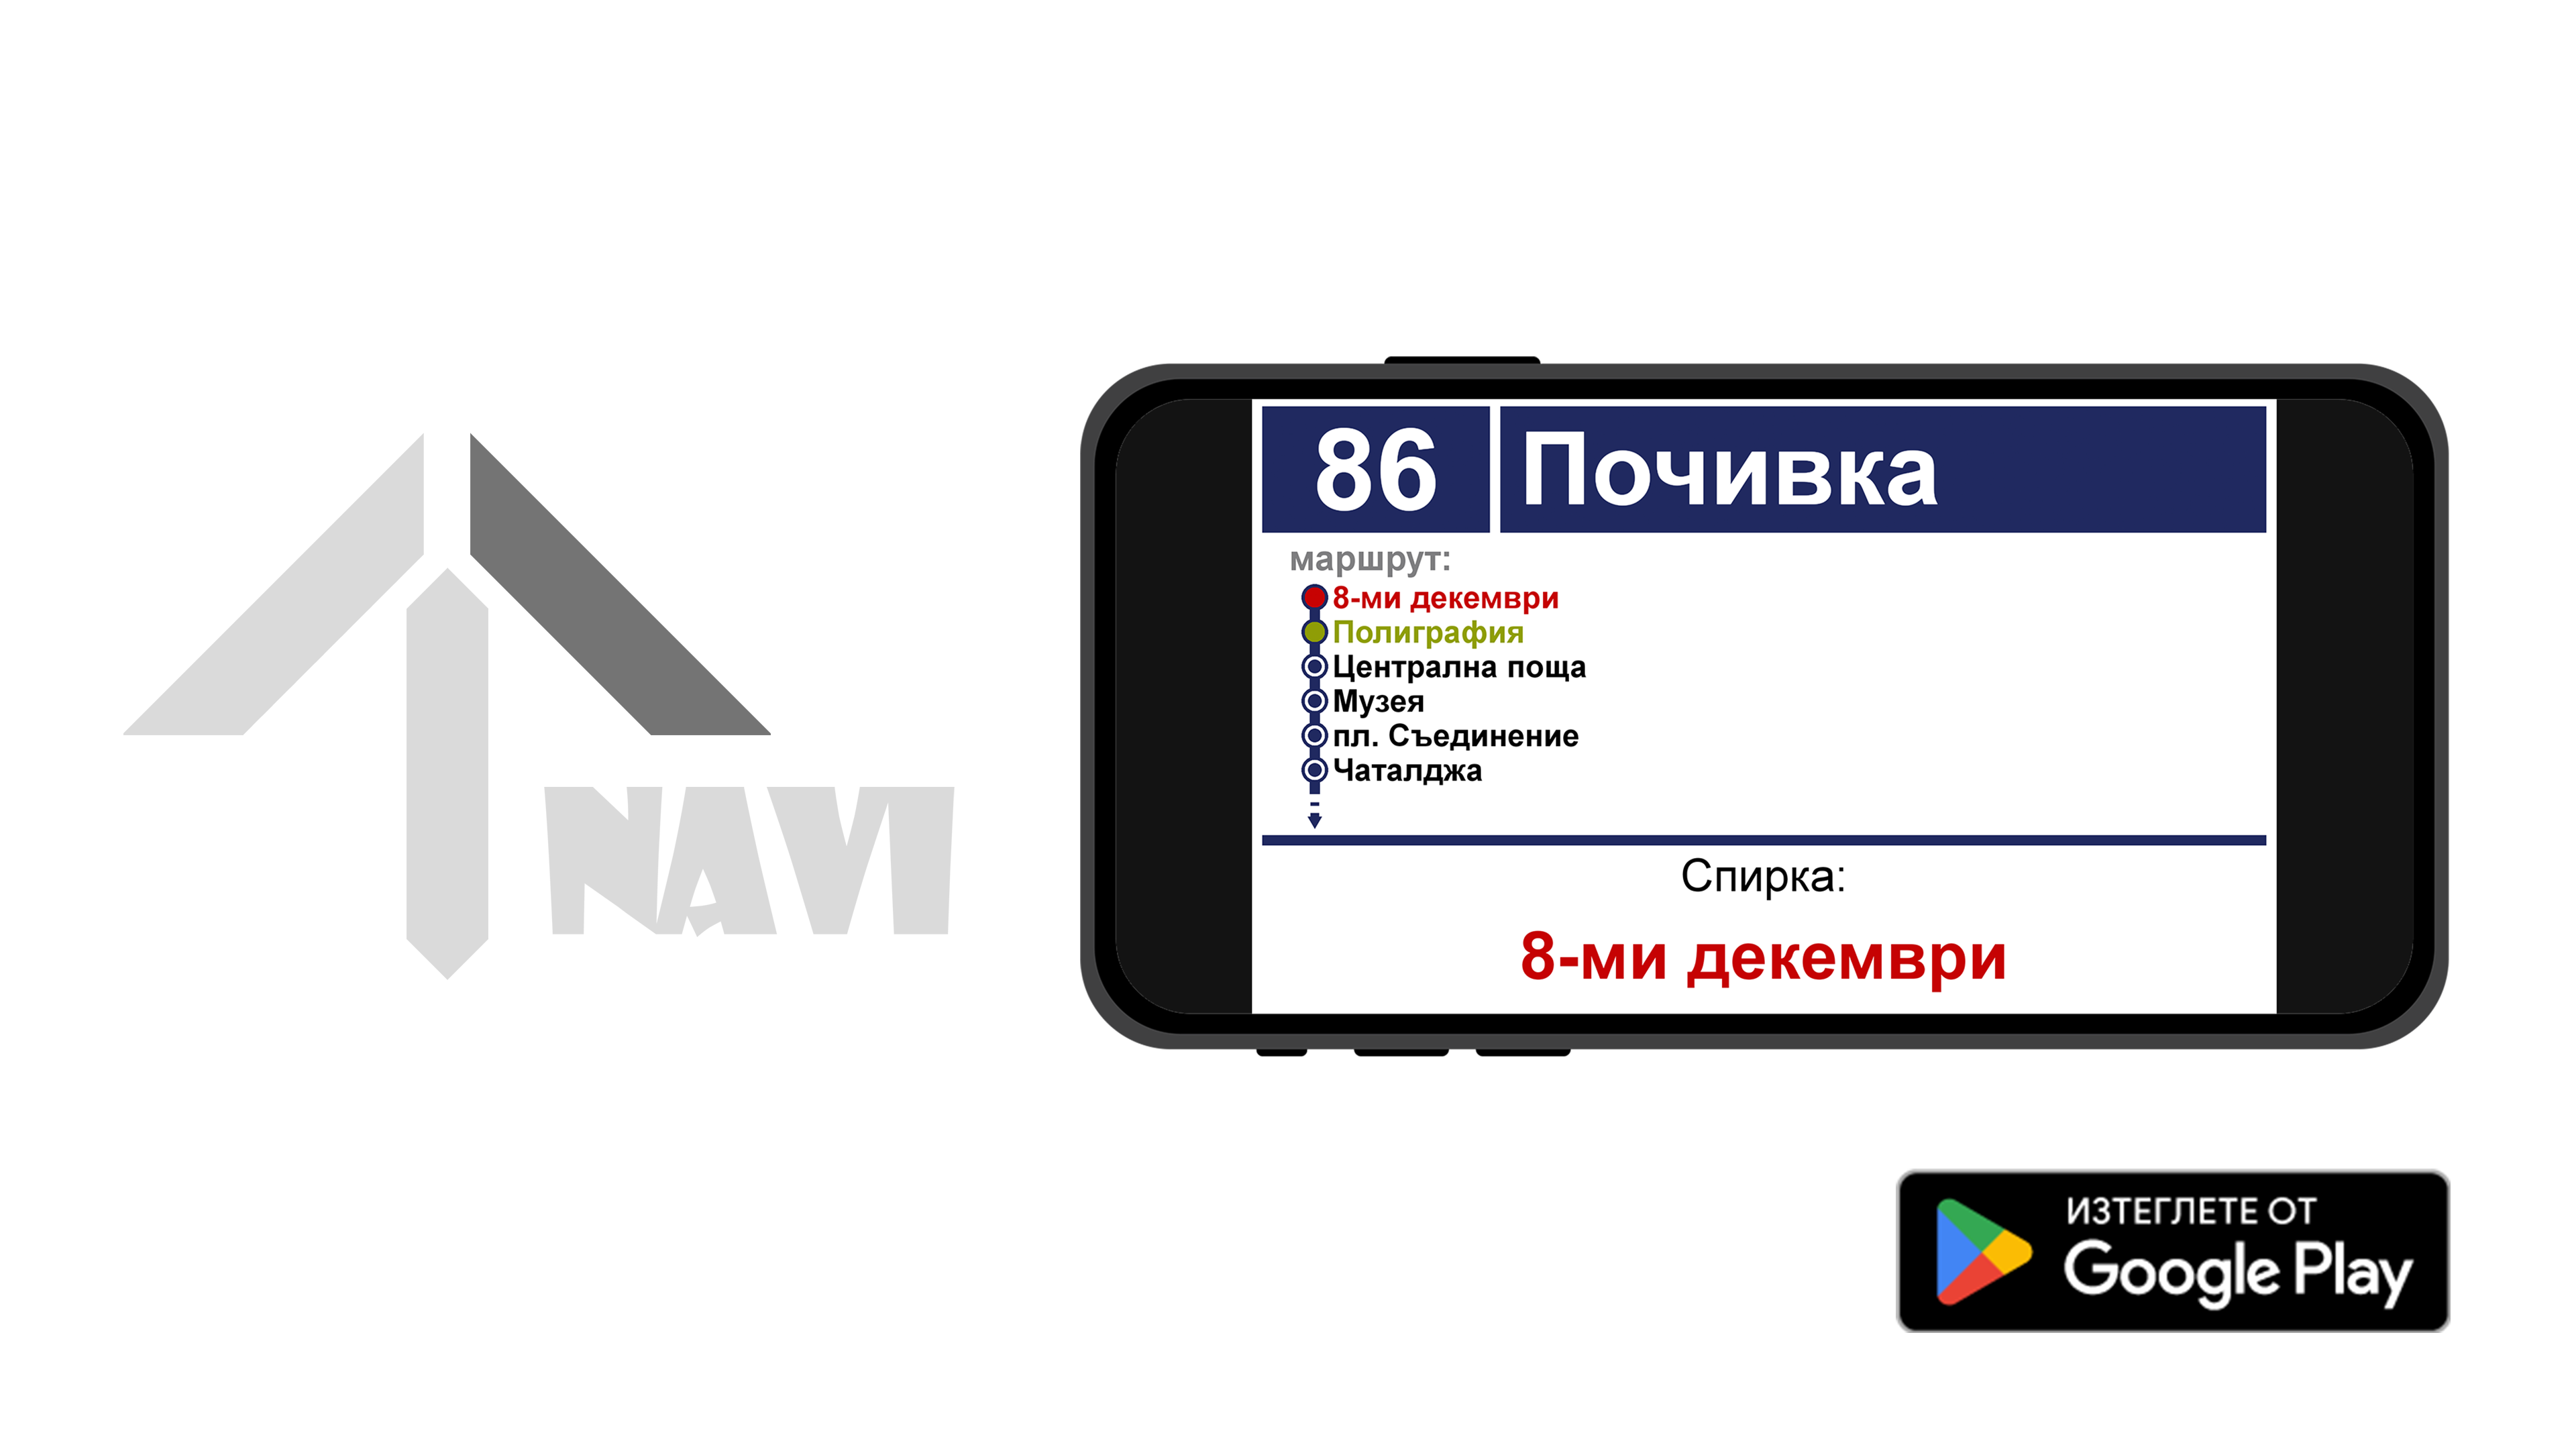 NAVI
86 Почивка
маршрут:
8-ми декември
Полиграфия
Централна поща
Музея
пл. Съединение
Чаталджа
Спирка:
8-ми декември
ИЗТЕГЛЕТЕ ОТ
Google Play